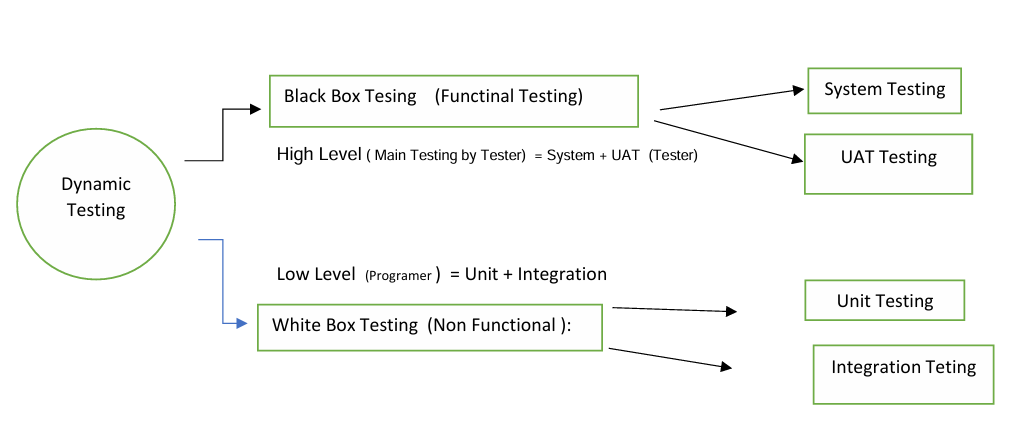 Black Box Tesing (Functinal Testing)
System Testing
High Level ( Main Testing by Tester) = System + UAT (Tester)
UAT Testing
Dynamic
Testing
Low Level (Programer ) = Unit + Integration
Unit Testing
White Box Testing (Non Functional ):
Integration Teting